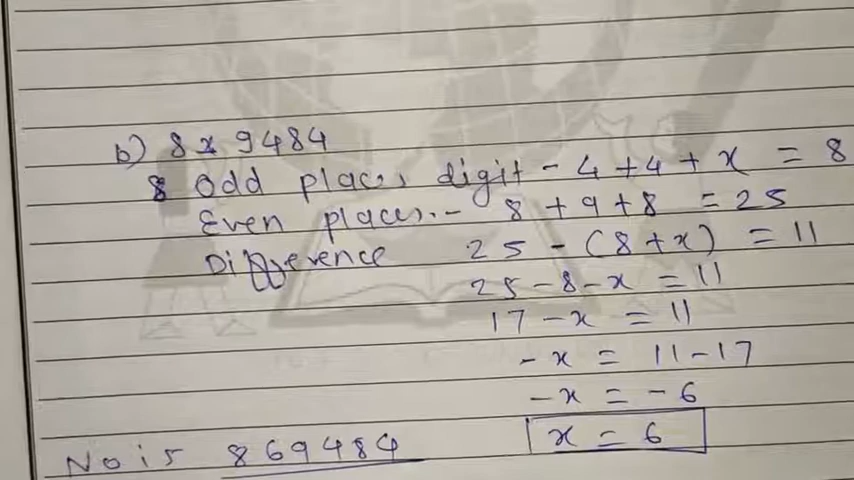 b) 8x9484
8 Odd places digit - 4 + 4 + x = 8
Even places - 8 + 9 + 8 = 25
Difference 25 - (8 + x) = 11
25 - 8 - x = 11
17 - x = 11
- x = 11 - 17
- x = - 6
x = 6
No is 869484